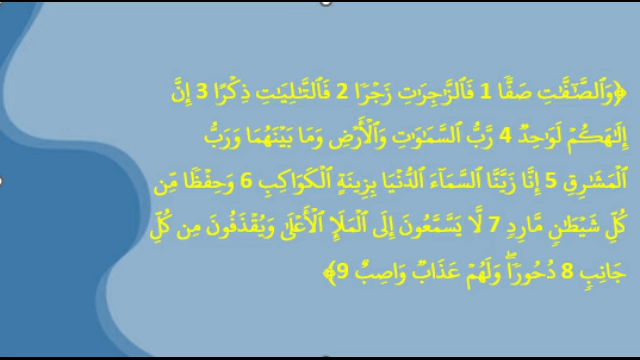 ﴿وَٱلصَّٰٓفَّٰتِ صَفّٗا 1 فَٱلزَّٰجِرَٰتِ زَجۡرٗا 2 فَٱلتَّٰلِيَٰتِ ذِكۡرًا 3 إِنَّ
إِلَٰهَكُمۡ لَوَٰحِدٞ 4 رَّبُّ ٱلسَّمَٰوَٰتِ وَٱلۡأَرۡضِ وَمَا بَيۡنَهُمَا وَرَبُّ
ٱلۡمَشَٰرِقِ 5 إِنَّا زَيَّنَّا ٱلسَّمَآءَ ٱلدُّنۡيَا بِزِينَةٍ ٱلۡكَوَاكِبِ 6 وَحِفۡظٗا مِّن
كُلِّ شَيۡطَٰنٖ مَّارِدٖ 7 لَّا يَسَّمَّعُونَ إِلَى ٱلۡمَلَإِ ٱلۡأَعۡلَىٰ وَيُقۡذَفُونَ مِن كُلِّ
جَانِبٖ 8 دُحُورٗاۖ وَلَهُمۡ عَذَابٞ وَاصِبٌ 9﴾